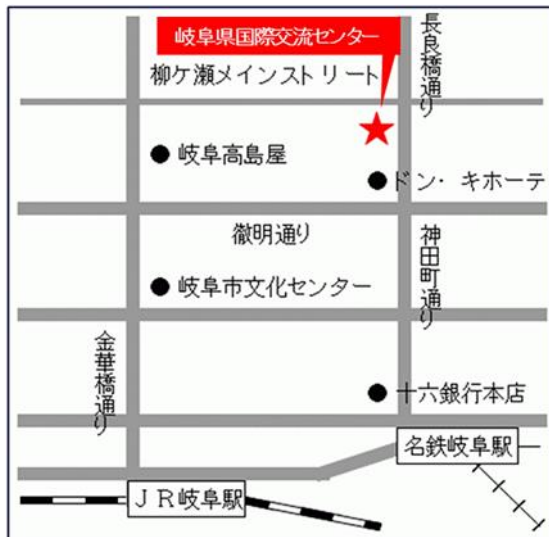 岐阜県国際交流センター
長良橋通り
柳ケ瀬メインストリート
岐阜高島屋
ドン・キホーテ
徹明通り
神田町通り
岐阜市文化センター
金華橋通り
十六銀行本店
名鉄岐阜駅
ＪＲ岐阜駅